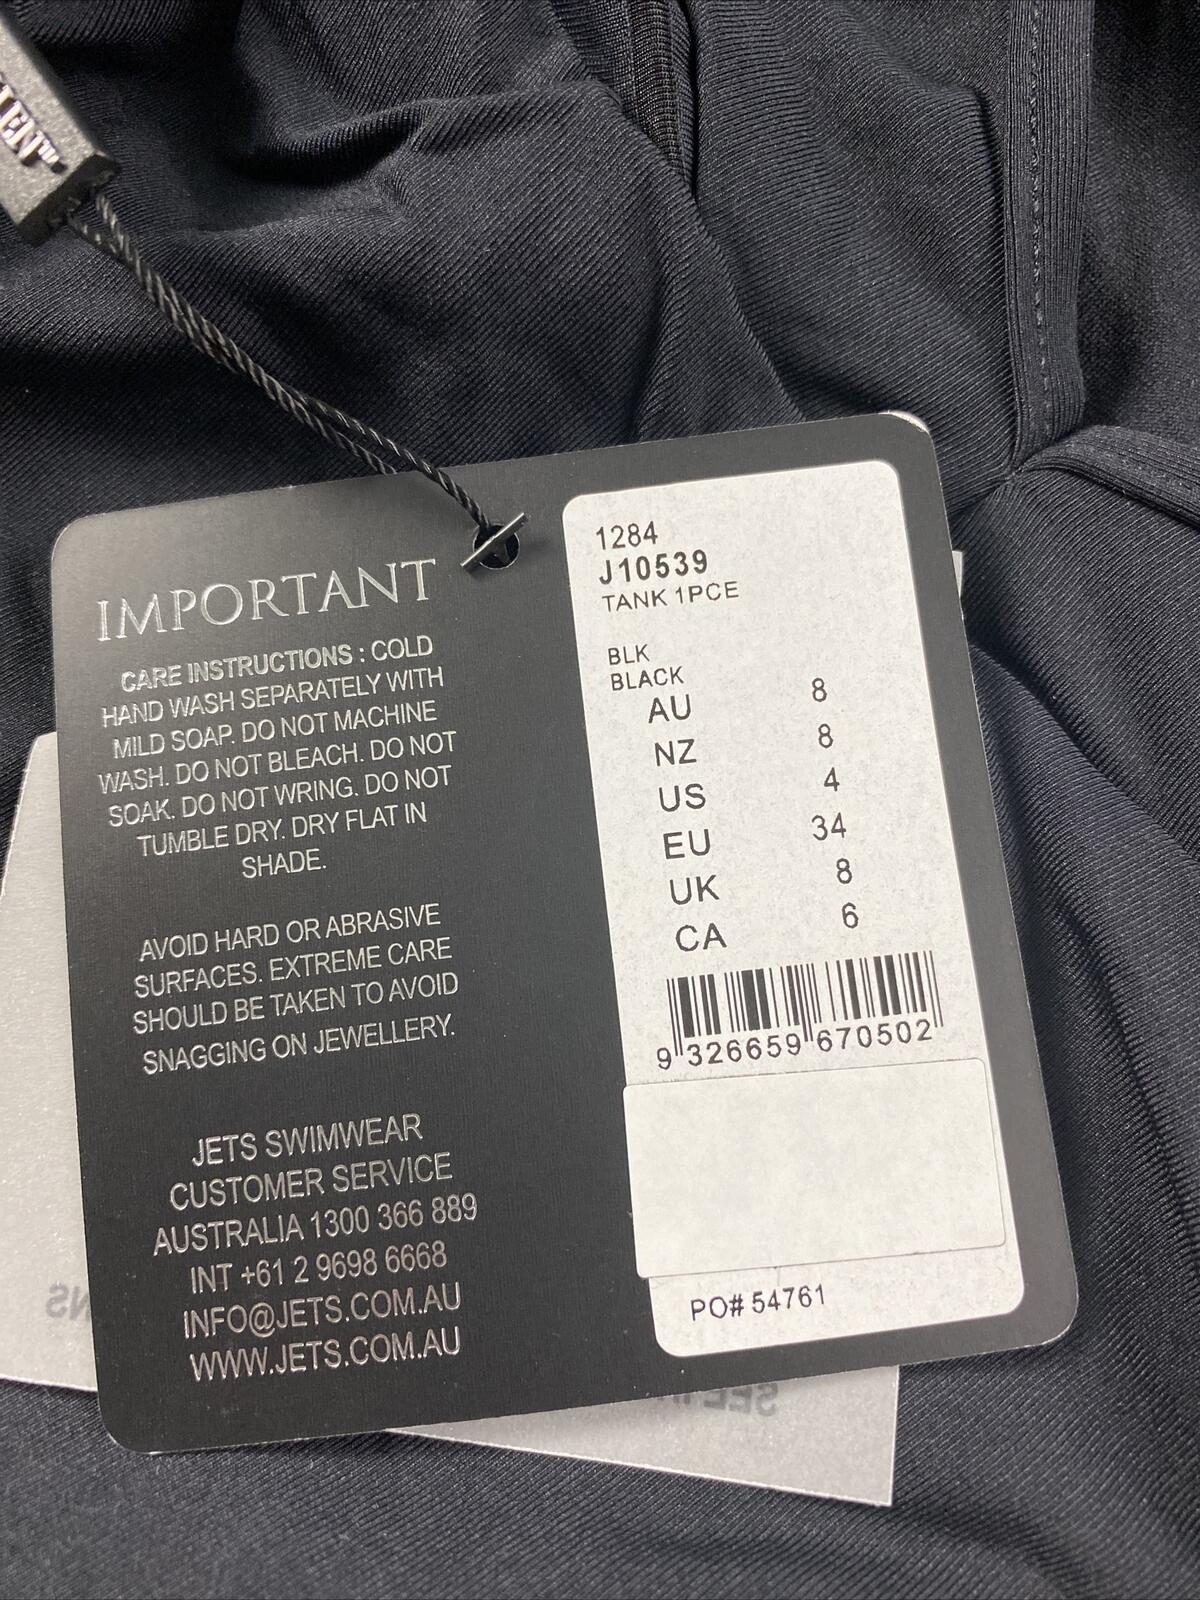 IMPORTANT
CARE INSTRUCTIONS : COLD
HAND WASH SEPARATELY WITH
MILD SOAP. DO NOT MACHINE
WASH. DO NOT BLEACH. DO NOT
SOAK. DO NOT WRING. DO NOT
TUMBLE DRY. DRY FLAT IN
SHADE.
AVOID HARD OR ABRASIVE
SURFACES. EXTREME CARE
SHOULD BE TAKEN TO AVOID
SNAGGING ON JEWELLERY.
JETS SWIMWEAR
CUSTOMER SERVICE
AUSTRALIA 1300 366 889
INT +61 2 9698 6668
INFO@JETS.COM.AU
WWW.JETS.COM.AU
1284
J10539
TANK 1PCE
BLK
BLACK
AU 8
NZ 8
US 4
EU 34
UK 8
CA 6
9 326659 670502
PO# 54761